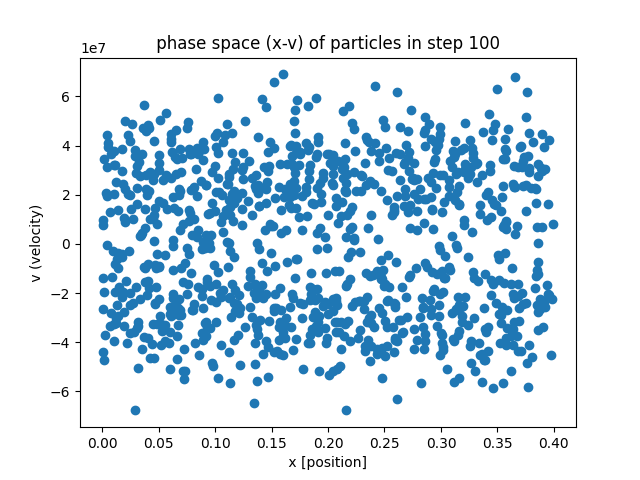 phase space (x-v) of particles in step 100
1e7
6
4
2
0
−2
−4
−6
v (velocity)
0.00 0.05 0.10 0.15 0.20 0.25 0.30 0.35 0.40
x [position]